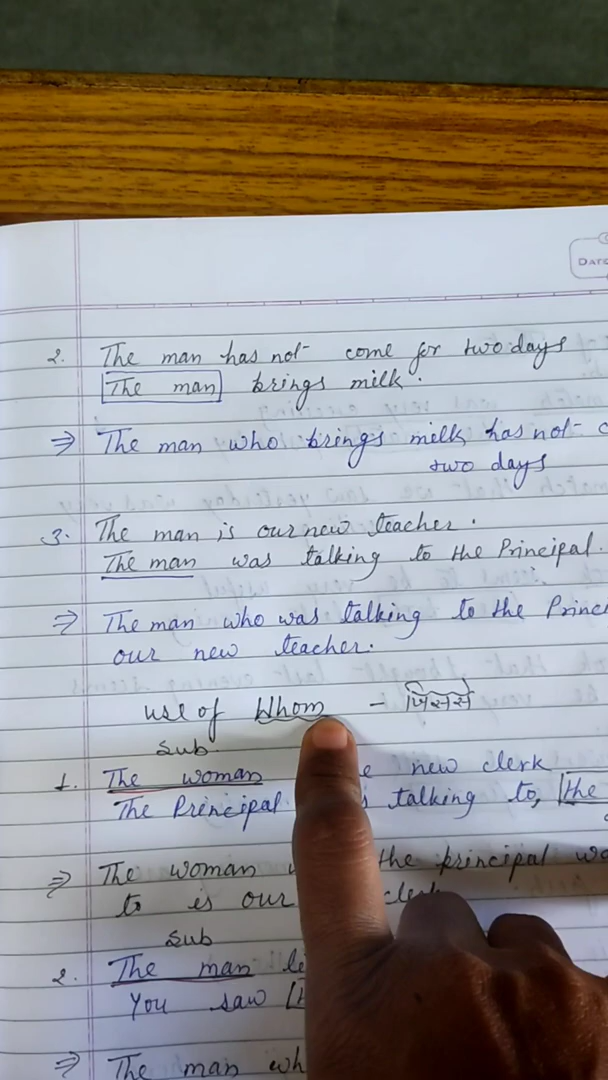 DATE
2. The man has not come for two days
The man brings milk.
⇒ The man who brings milk has not
two days
3. The man is our new teacher.
The man was talking to the Principal.
⇒ The man who was talking to the
our new teacher.
use of Whom - जिससे
sub
1. The woman new clerk
The Principal talking to, the
⇒ The woman the principal
to is our
sub
2. The man
You saw
⇒ The man